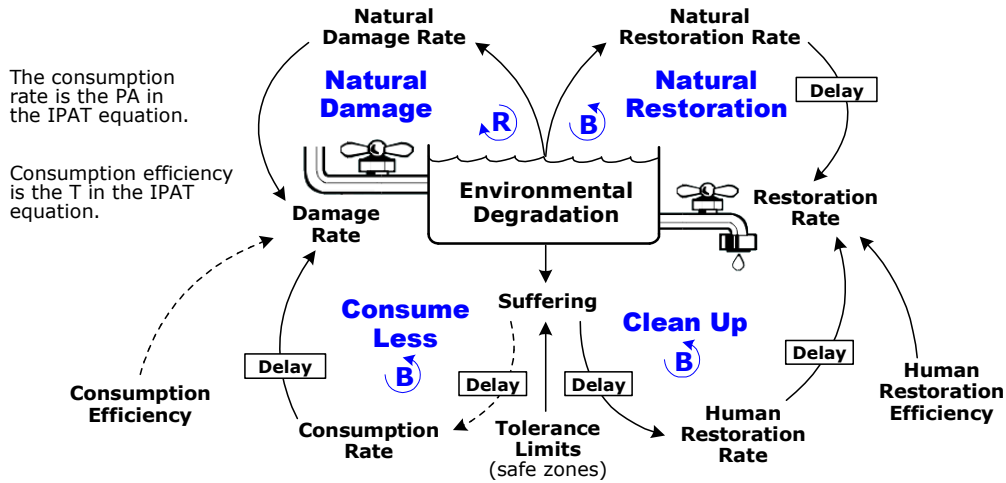 Natural
Damage Rate
Natural
Restoration Rate
The consumption
rate is the PA in
the IPAT equation.
Natural
Damage
Natural
Restoration
Delay
R
B
Consumption efficiency
is the T in the IPAT
equation.
Environmental
Degradation
Damage
Rate
Restoration
Rate
Suffering
Consume
Less
Clean Up
B
B
Delay
Delay
Delay
Delay
Consumption
Efficiency
Consumption
Rate
Tolerance
Limits
(safe zones)
Human
Restoration
Rate
Human
Restoration
Efficiency